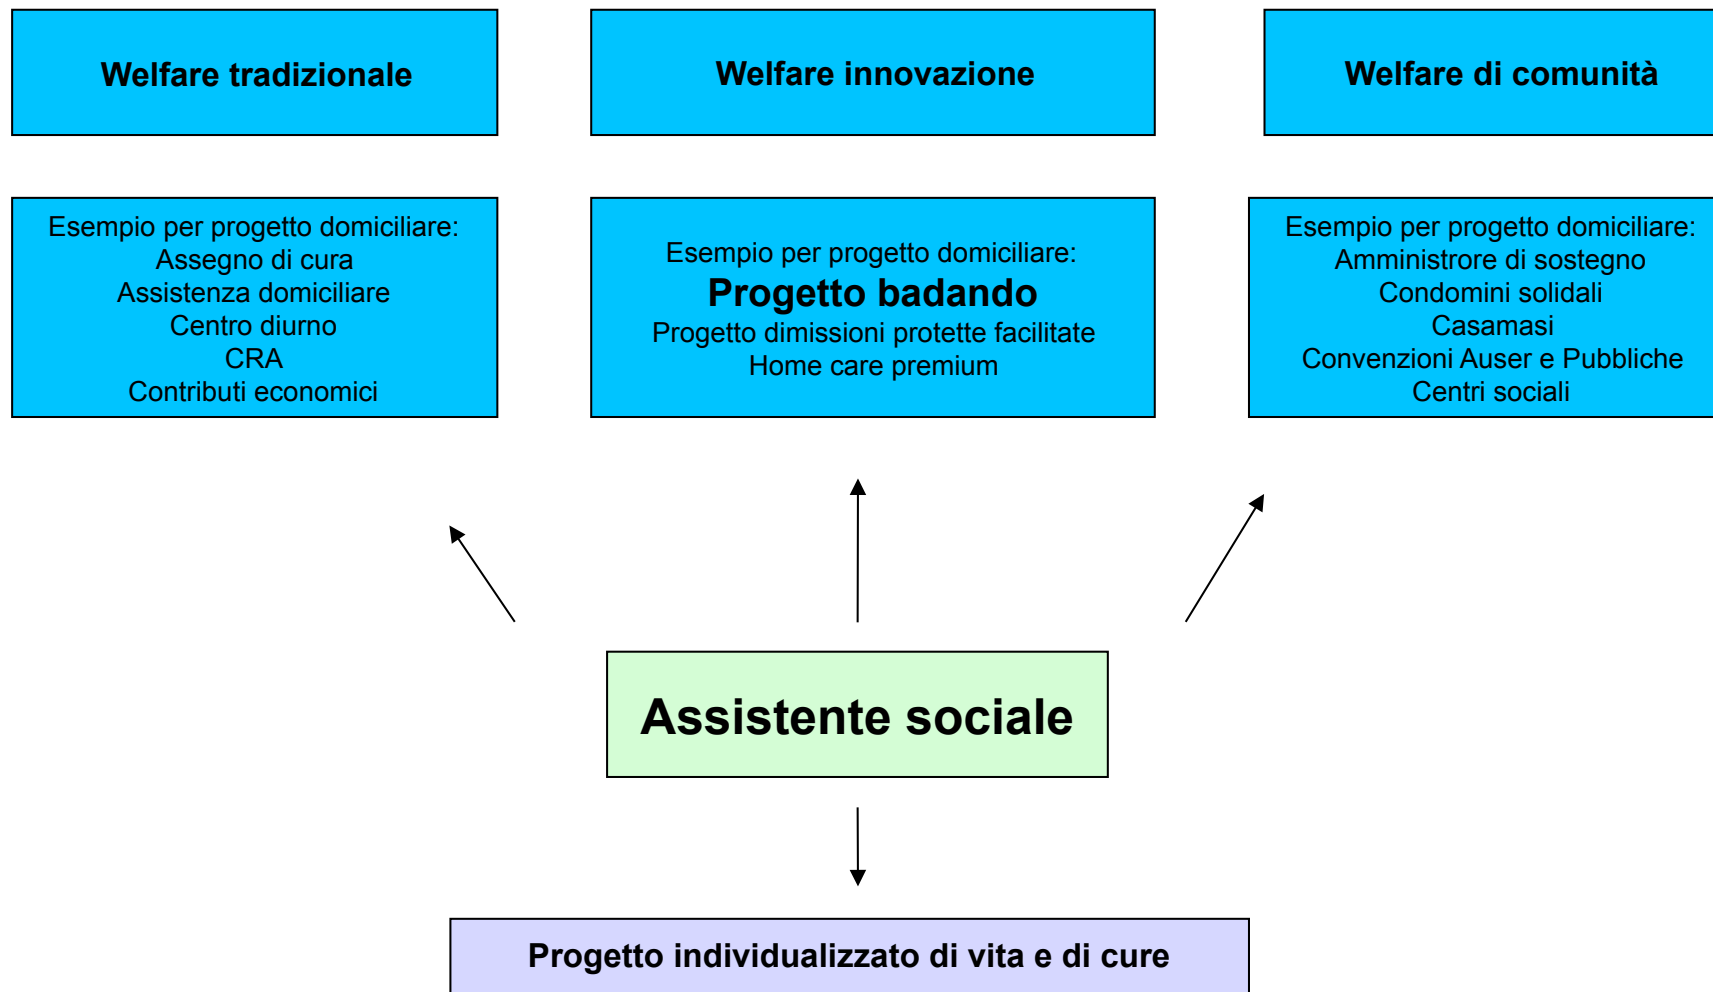 Welfare tradizionale
Welfare innovazione
Welfare di comunità
Esempio per progetto domiciliare:
Assegno di cura
Assistenza domiciliare
Centro diurno
CRA
Contributi economici
Esempio per progetto domiciliare:
Progetto badando
Progetto dimissioni protette facilitate
Home care premium
Esempio per progetto domiciliare:
Amministrore di sostegno
Condomini solidali
Casamasi
Convenzioni Auser e Pubbliche
Centri sociali
Assistente sociale
Progetto individualizzato di vita e di cure